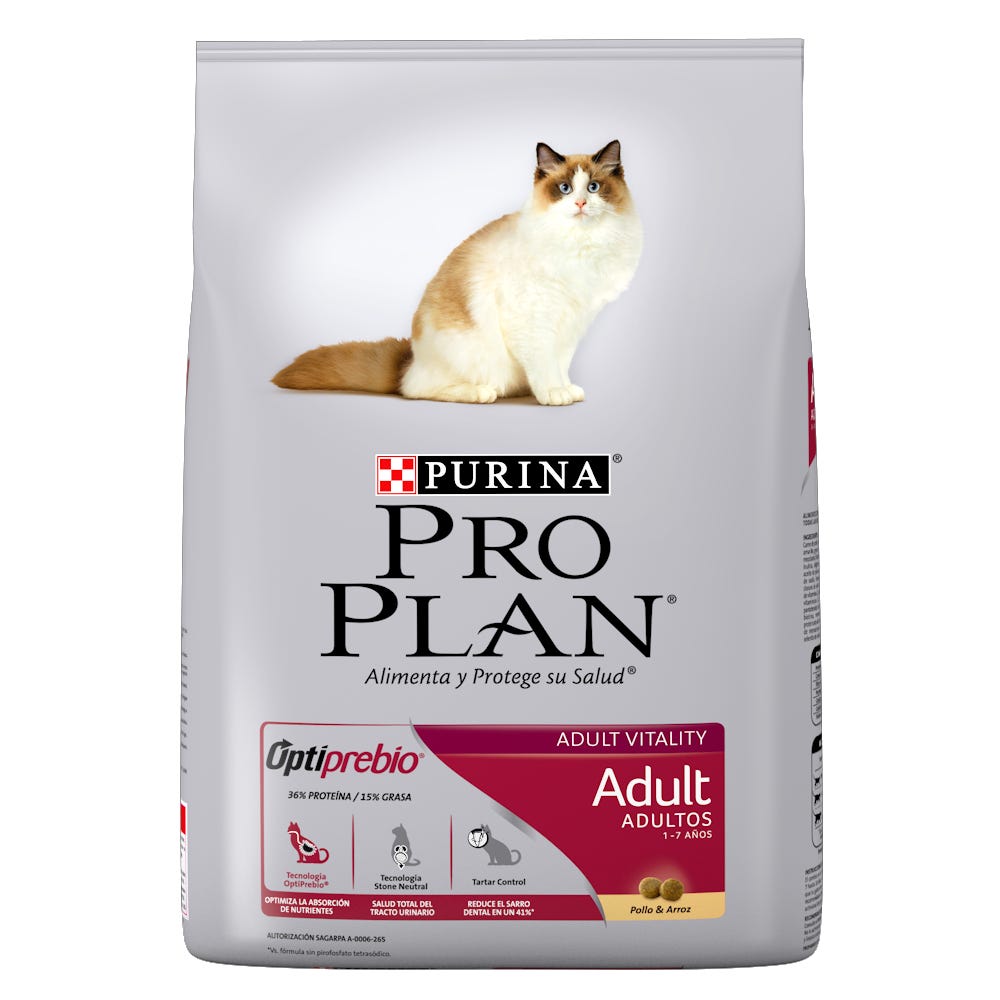 PURINA®
PRO
PLAN®
Alimenta y Protege su Salud®
Optiprebio®
36% PROTEÍNA / 15% GRASA
Tecnología
OptiPrebio®
OPTIMIZA LA ABSORCIÓN
DE NUTRIENTES
Tecnología
Stone Neutral
SALUD TOTAL DEL
TRACTO URINARIO
Tartar Control
REDUCE EL SARRO
DENTAL EN UN 41%*
ADULT VITALITY
Adult
ADULTOS
1-7 AÑOS
Pollo & Arroz
AUTORIZACIÓN SAGARPA A-0006-265
*Vs. fórmula sin pirofosfato tetrasódico.